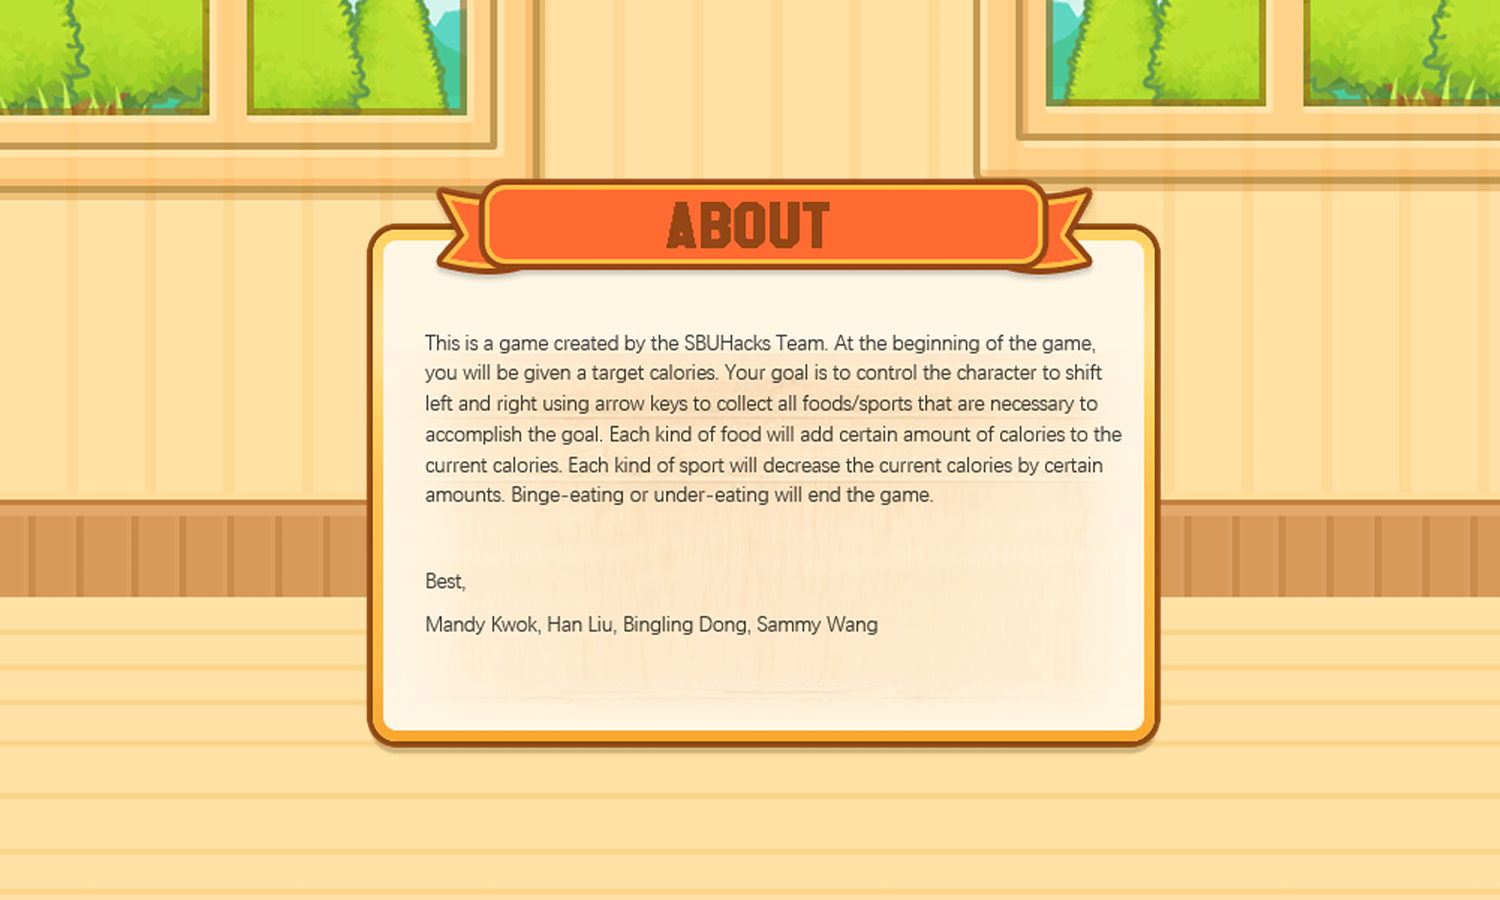 ABOUT
This is a game created by the SBUHacks Team. At the beginning of the game,
you will be given a target calories. Your goal is to control the character to shift
left and right using arrow keys to collect all foods/sports that are necessary to
accomplish the goal. Each kind of food will add certain amount of calories to the
current calories. Each kind of sport will decrease the current calories by certain
amounts. Binge-eating or under-eating will end the game.
Best,
Mandy Kwok, Han Liu, Bingling Dong, Sammy Wang